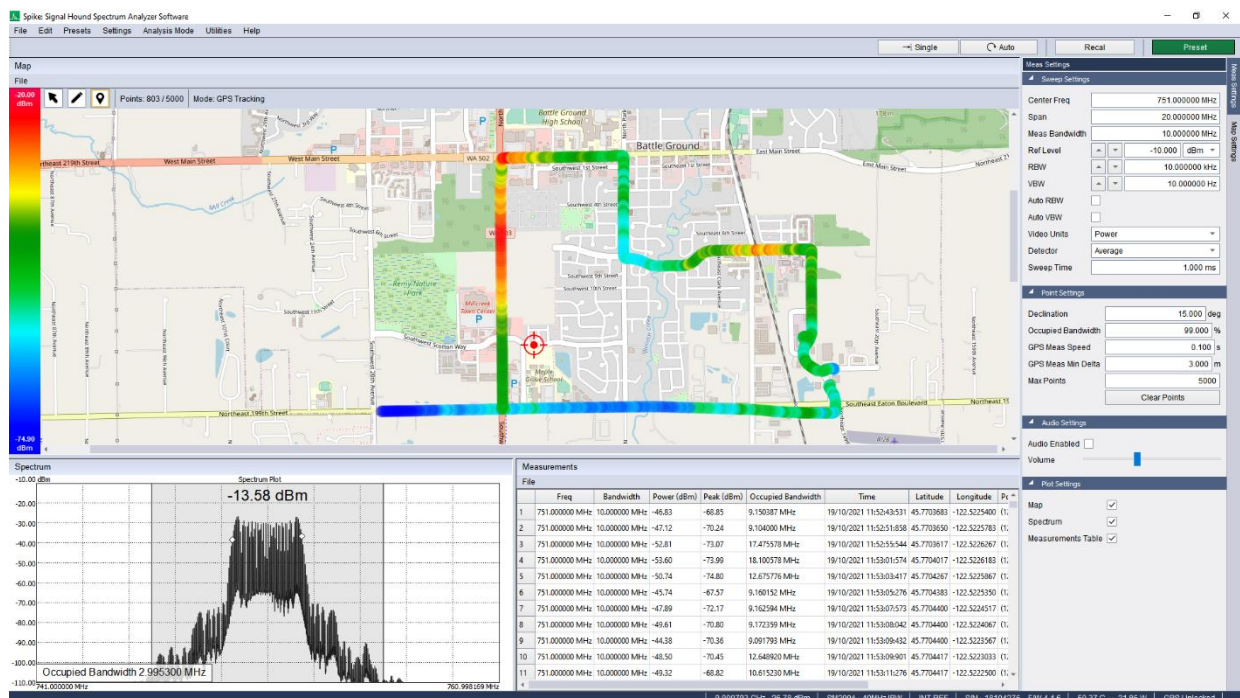 Spike: Signal Hound Spectrum Analyzer Software
File Edit Presets Settings Analysis Mode Utilities Help
Single Auto Recal Preset
Map
File
-20.00 dBm
Points: 803 / 5000 Mode: GPS Tracking
Battle Ground High School
Battle Ground
East Main Street
East Main Street
Northeast 219th Street West Main Street West Main Street WA 502
Southwest 1st Street
Mill Creek
Remy Nature Park
Millcreek Town Center
Southwest Scotton Way
Maple Grove School
Northeast 199th Street
Southeast Eaton Boulevard
-74.90 dBm
Meas Settings
Sweep Settings
Center Freq 751.000000 MHz
Span 20.000000 MHz
Meas Bandwidth 10.000000 MHz
Ref Level -10.000 dBm
RBW 10.000000 kHz
VBW 10.000000 Hz
Auto RBW
Auto VBW
Video Units Power
Detector Average
Sweep Time 1.000 ms
Point Settings
Declination 15.000 deg
Occupied Bandwidth 99.000 %
GPS Meas Speed 0.100 s
GPS Meas Min Delta 3.000 m
Max Points 5000
Clear Points
Audio Settings
Audio Enabled
Volume
Plot Settings
Map
Spectrum
Measurements Table
Meas Settings
Map Settings
Spectrum
-10.00 dBm
Spectrum Plot
-13.58 dBm
-20.00
-30.00
-40.00
-50.00
-60.00
-70.00
-80.00
-90.00
-100.00
-110.00
Occupied Bandwidth 2.995300 MHz
741.000000 MHz
760.998169 MHz
Measurements
File
Freq Bandwidth Power (dBm) Peak (dBm) Occupied Bandwidth Time Latitude Longitude
1 751.000000 MHz 10.000000 MHz -46.83 -68.85 9.150387 MHz 19/10/2021 11:52:43:531 45.7703683 -122.5225400
2 751.000000 MHz 10.000000 MHz -47.12 -70.24 9.104000 MHz 19/10/2021 11:52:51:858 45.7703650 -122.5225783
3 751.000000 MHz 10.000000 MHz -52.81 -73.07 17.475578 MHz 19/10/2021 11:52:55:544 45.7703617 -122.5226267
4 751.000000 MHz 10.000000 MHz -53.60 -73.99 18.100578 MHz 19/10/2021 11:53:01:574 45.7704017 -122.5226183
5 751.000000 MHz 10.000000 MHz -50.74 -74.80 12.675776 MHz 19/10/2021 11:53:03:417 45.7704267 -122.5225867
6 751.000000 MHz 10.000000 MHz -45.74 -67.57 9.160152 MHz 19/10/2021 11:53:05:276 45.7704383 -122.5225350
7 751.000000 MHz 10.000000 MHz -47.89 -72.17 9.162594 MHz 19/10/2021 11:53:07:573 45.7704400 -122.5224517
8 751.000000 MHz 10.000000 MHz -49.61 -70.80 9.172359 MHz 19/10/2021 11:53:08:042 45.7704400 -122.5224067
9 751.000000 MHz 10.000000 MHz -44.38 -70.36 9.091793 MHz 19/10/2021 11:53:09:432 45.7704400 -122.5223567
10 751.000000 MHz 10.000000 MHz -48.50 -70.45 12.648920 MHz 19/10/2021 11:53:09:901 45.7704417 -122.5223033
11 751.000000 MHz 10.000000 MHz -49.32 -68.82 10.615230 MHz 19/10/2021 11:53:11:276 45.7704417 -122.5222500